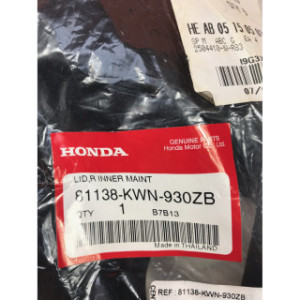 HE AB 05
HONDA
GENUINE PARTS
Honda Motor Co., Ltd.
LID,R INNER MAINT
81138-KWN-930ZB
QTY 1 B7B13
Made in THAILAND
REF : 81138-KWN-930ZB